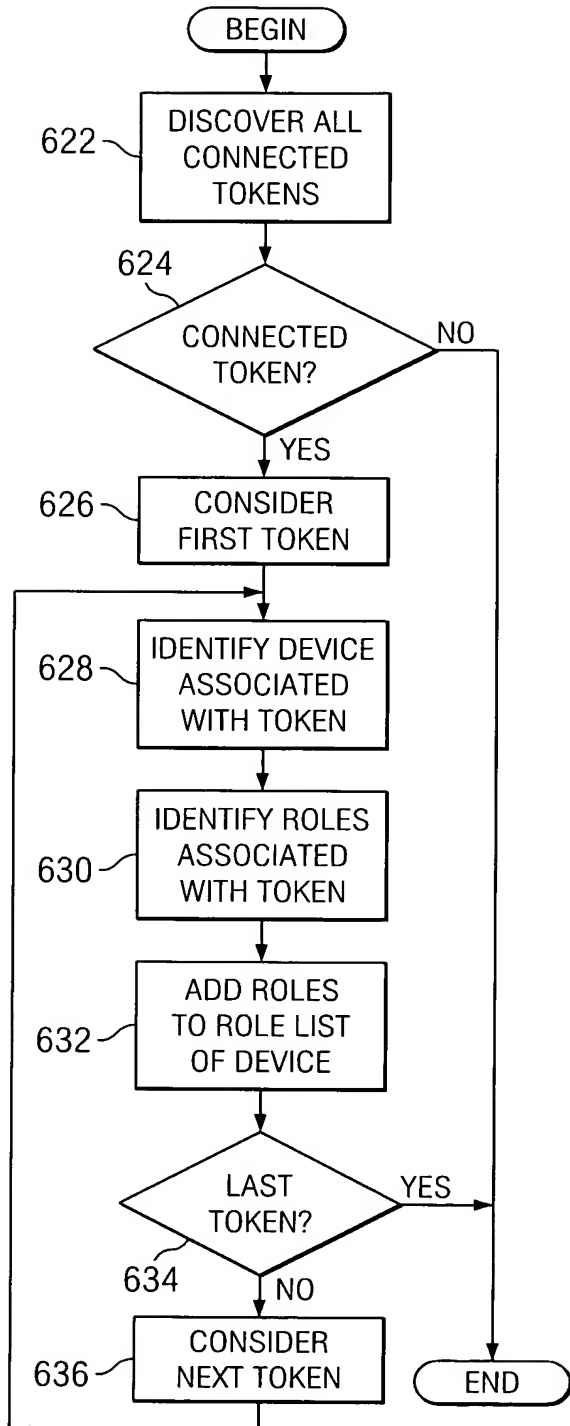 BEGIN
622
DISCOVER ALL
CONNECTED
TOKENS
624
CONNECTED
TOKEN?
NO
YES
626
CONSIDER
FIRST TOKEN
628
IDENTIFY DEVICE
ASSOCIATED
WITH TOKEN
630
IDENTIFY ROLES
ASSOCIATED
WITH TOKEN
632
ADD ROLES
TO ROLE LIST
OF DEVICE
LAST
TOKEN?
YES
634
NO
636
CONSIDER
NEXT TOKEN
END